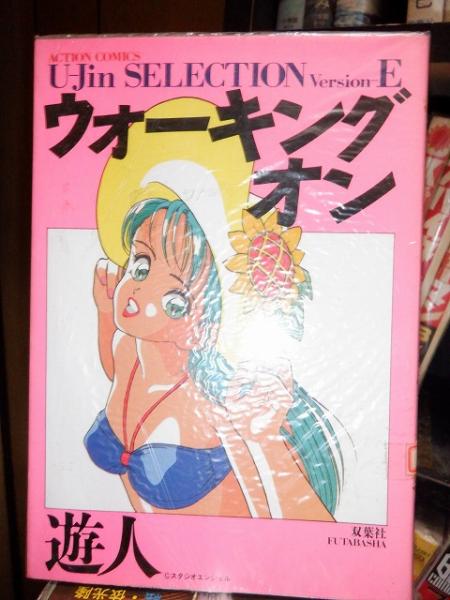 ACTION COMICS
U-Jin SELECTION Version-E
ウォーキング
オン
遊人
双葉社
FUTABASHA
©スタジオエンジェル